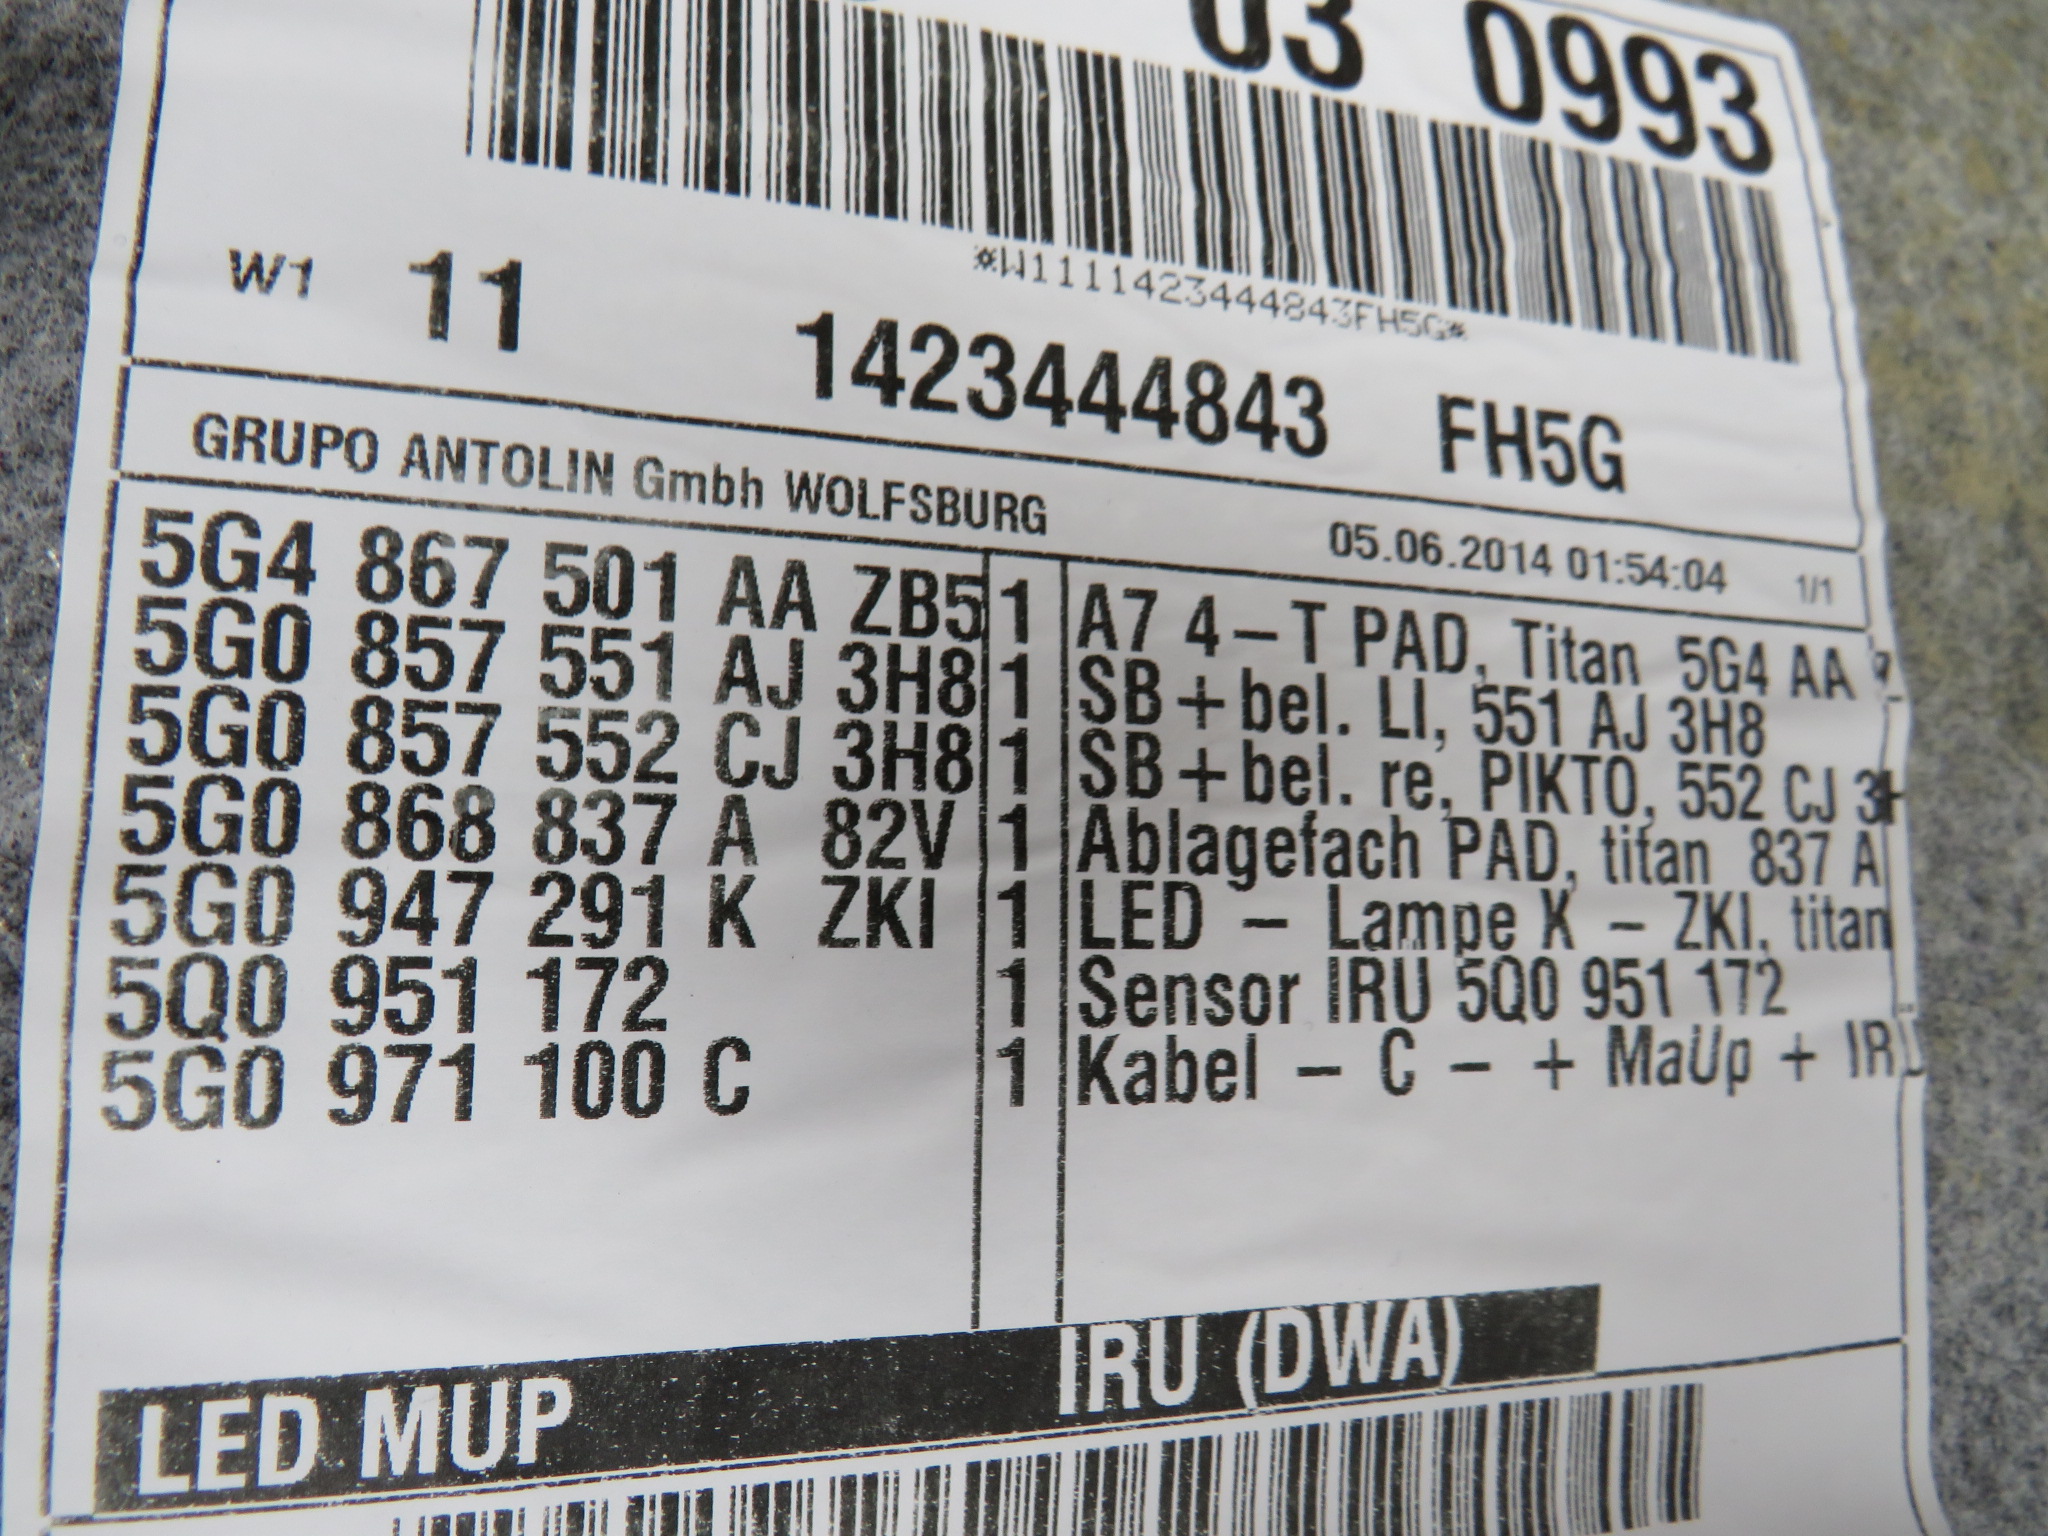 03 0993
*W1111423444843FH5G*
W1 11 1423444843 FH5G
GRUPO ANTOLIN Gmbh WOLFSBURG 05.06.2014 01:54:04 1/1
5G4 867 501 AA ZB5 1 A7 4-T PAD, Titan 5G4 AA
5G0 857 551 AJ 3H8 1 SB+bel. LI, 551 AJ 3H8
5G0 857 552 CJ 3H8 1 SB+bel. re, PIKTO, 552 CJ 3
5G0 868 837 A 82V 1 Ablagefach PAD, titan 837 A
5G0 947 291 K ZKI 1 LED - Lampe X - ZKI, titan
5Q0 951 172 1 Sensor IRU 5Q0 951 172
5G0 971 100 C 1 Kabel - C - + MaUp + IRU
LED MUP IRU (DWA)